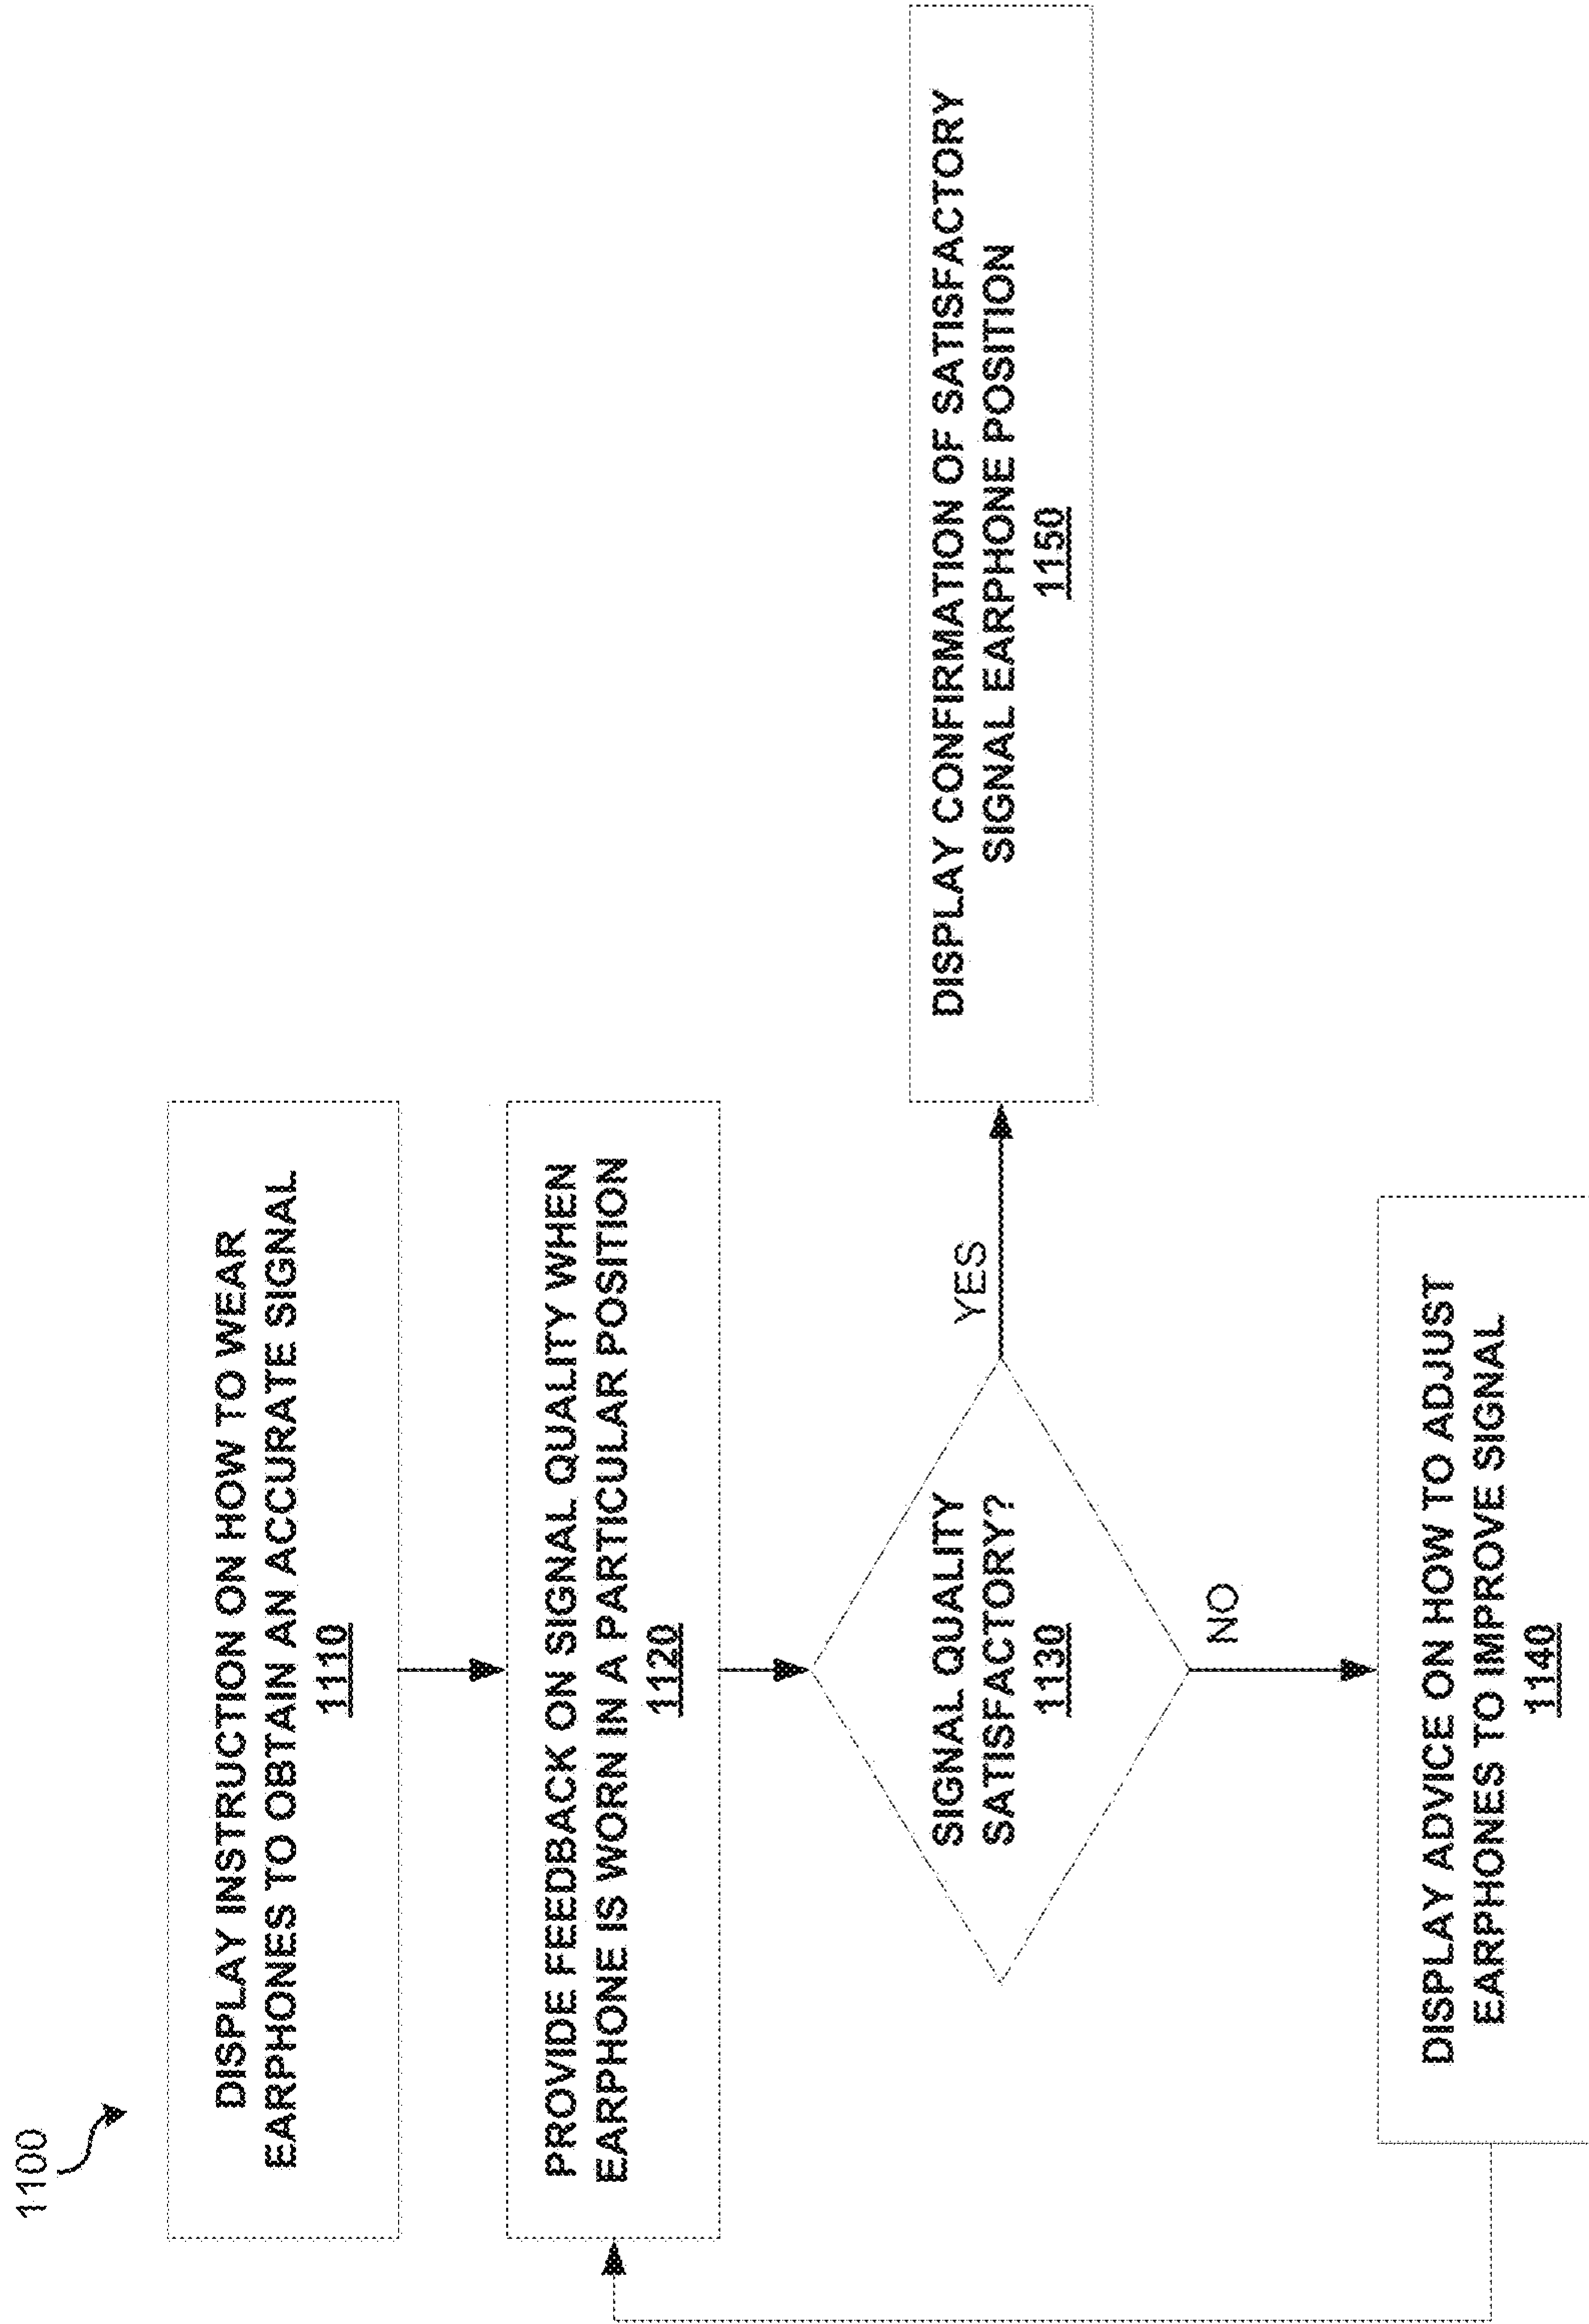 1100
DISPLAY INSTRUCTION ON HOW TO WEAR
EARPHONES TO OBTAIN AN ACCURATE SIGNAL
1110
PROVIDE FEEDBACK ON SIGNAL QUALITY WHEN
EARPHONE IS WORN IN A PARTICULAR POSITION
1120
SIGNAL QUALITY
SATISFACTORY?
1130
YES
DISPLAY CONFIRMATION OF SATISFACTORY
SIGNAL EARPHONE POSITION
1150
NO
DISPLAY ADVICE ON HOW TO ADJUST
EARPHONES TO IMPROVE SIGNAL
1140